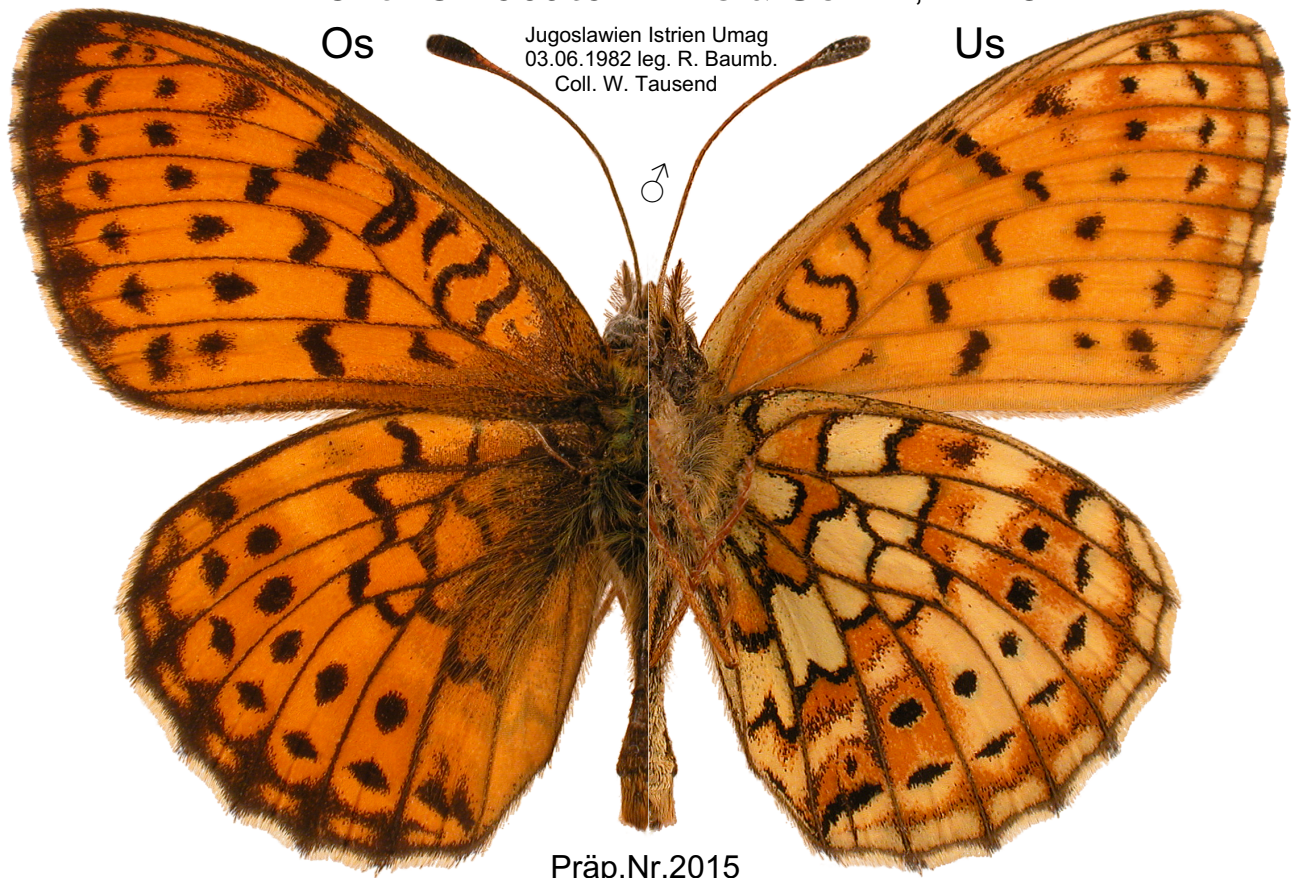 Os
Jugoslawien Istrien Umag
03.06.1982 leg. R. Baumb.
Coll. W. Tausend
Us
♂
Präp.Nr.2015